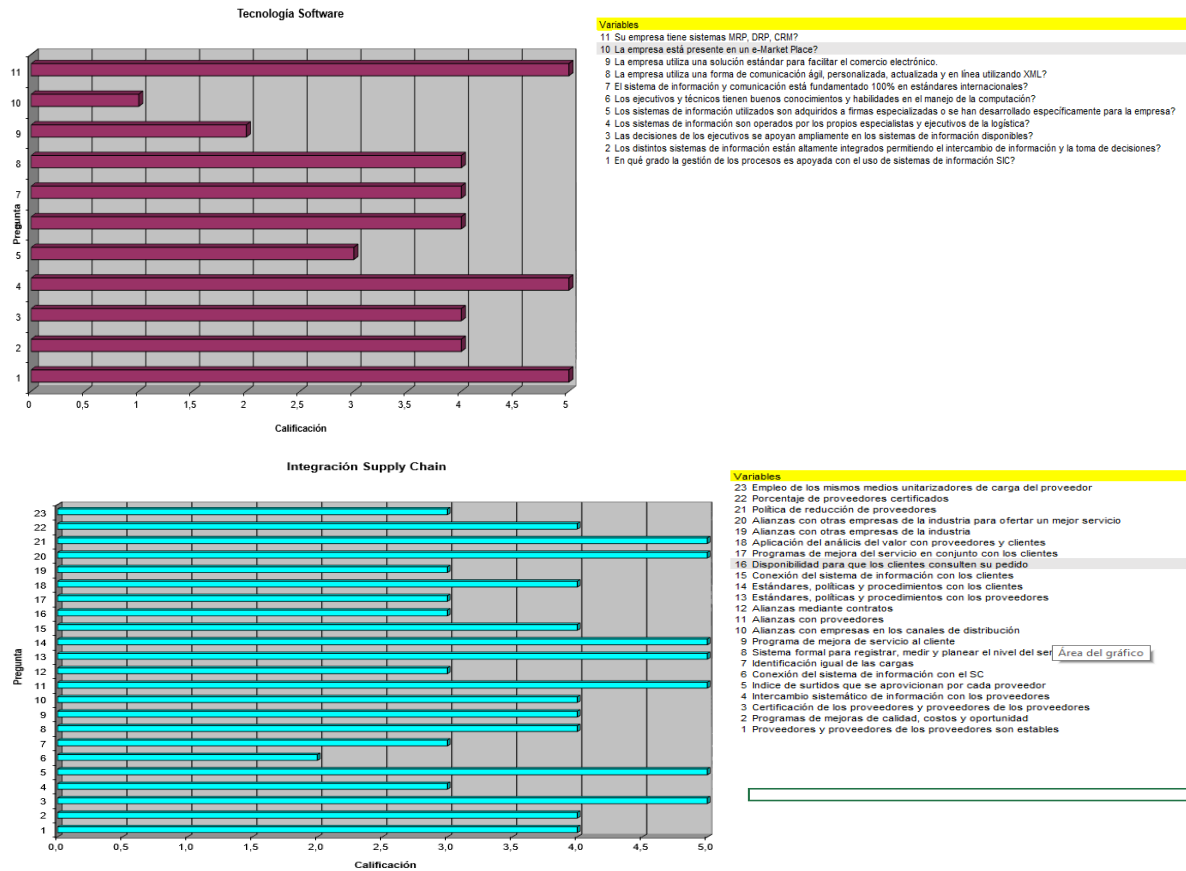 Tecnología Software
Pregunta
11
10
9
8
7
6
5
4
3
2
1
0 0,5 1 1,5 2 2,5 3 3,5 4 4,5 5
Calificación
Variables
11 Su empresa tiene sistemas MRP, DRP, CRM?
10 La empresa está presente en un e-Market Place?
9 La empresa utiliza una solución estándar para facilitar el comercio electrónico.
8 La empresa utiliza una forma de comunicación ágil, personalizada, actualizada y en línea utilizando XML?
7 El sistema de información y comunicación está fundamentado 100% en estándares internacionales?
6 Los ejecutivos y técnicos tienen buenos conocimientos y habilidades en el manejo de la computación?
5 Los sistemas de información utilizados son adquiridos a firmas especializadas o se han desarrollado específicamente para la empresa?
4 Los sistemas de información son operados por los propios especialistas y ejecutivos de la logística?
3 Las decisiones de los ejecutivos se apoyan ampliamente en los sistemas de información disponibles?
2 Los distintos sistemas de información están altamente integrados permitiendo el intercambio de información y la toma de decisiones?
1 En qué grado la gestión de los procesos es apoyada con el uso de sistemas de información SIC?
Integración Supply Chain
Pregunta
23
22
21
20
19
18
17
16
15
14
13
12
11
10
9
8
7
6
5
4
3
2
1
0,0 0,5 1,0 1,5 2,0 2,5 3,0 3,5 4,0 4,5 5,0
Calificación
Variables
23 Empleo de los mismos medios unitarizadores de carga del proveedor
22 Porcentaje de proveedores certificados
21 Política de reducción de proveedores
20 Alianzas con otras empresas de la industria para ofertar un mejor servicio
19 Alianzas con otras empresas de la industria
18 Aplicación del análisis del valor con proveedores y clientes
17 Programas de mejora del servicio en conjunto con los clientes
16 Disponibilidad para que los clientes consulten su pedido
15 Conexión del sistema de información con los clientes
14 Estándares, políticas y procedimientos con los clientes
13 Estándares, políticas y procedimientos con los proveedores
12 Alianzas mediante contratos
11 Alianzas con proveedores
10 Alianzas con empresas en los canales de distribución
9 Programa de mejora de servicio al cliente
8 Sistema formal para registrar, medir y planear el nivel del ser
Área del gráfico
7 Identificación igual de las cargas
6 Conexión del sistema de información con el SC
5 Indice de surtidos que se aprovicionan por cada proveedor
4 Intercambio sistemático de información con los proveedores
3 Certificación de los proveedores y proveedores de los proveedores
2 Programas de mejoras de calidad, costos y oportunidad
1 Proveedores y proveedores de los proveedores son estables